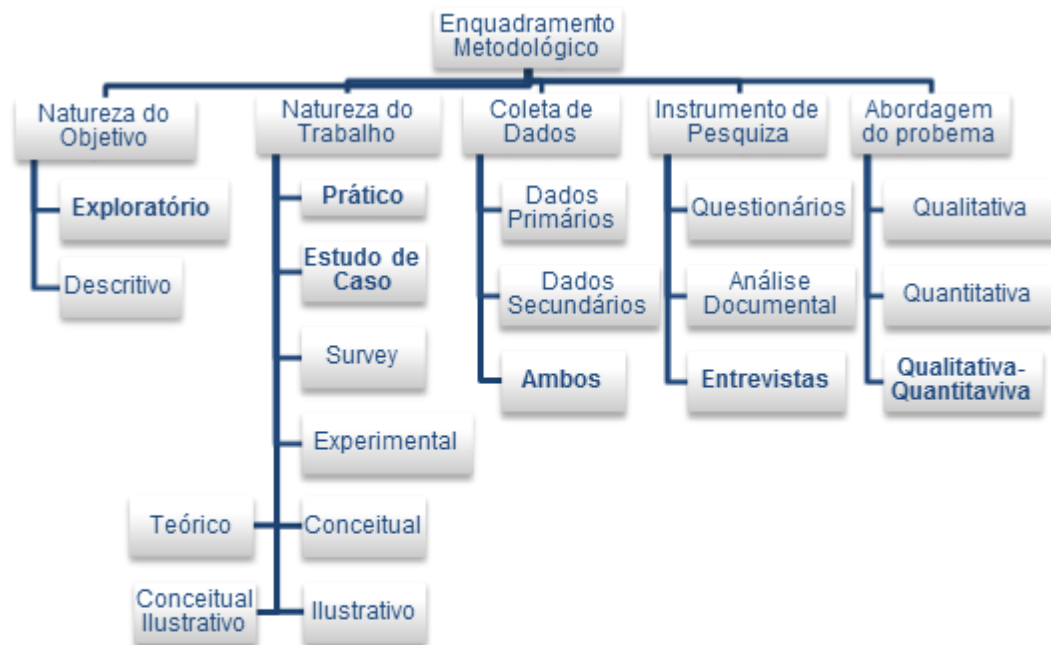 Enquadramento
Metodológico
Natureza do
Objetivo
Natureza do
Trabalho
Coleta de
Dados
Instrumento de
Pesquiza
Abordagem
do probema
Exploratório
Descritivo
Prático
Estudo de
Caso
Survey
Experimental
Teórico
Conceitual
Conceitual
Ilustrativo
Ilustrativo
Dados
Primários
Dados
Secundários
Ambos
Questionários
Análise
Documental
Entrevistas
Qualitativa
Quantitativa
Qualitativa-
Quantitaviva